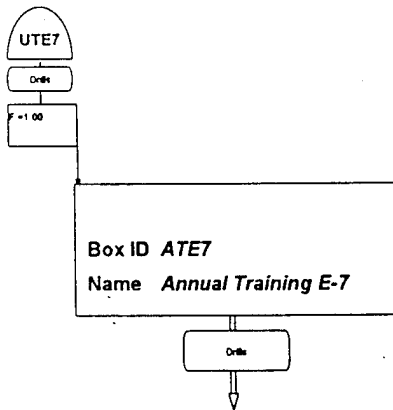 UTE7
Drills
F =1.00
Box ID ATE7
Name Annual Training E-7
Drills